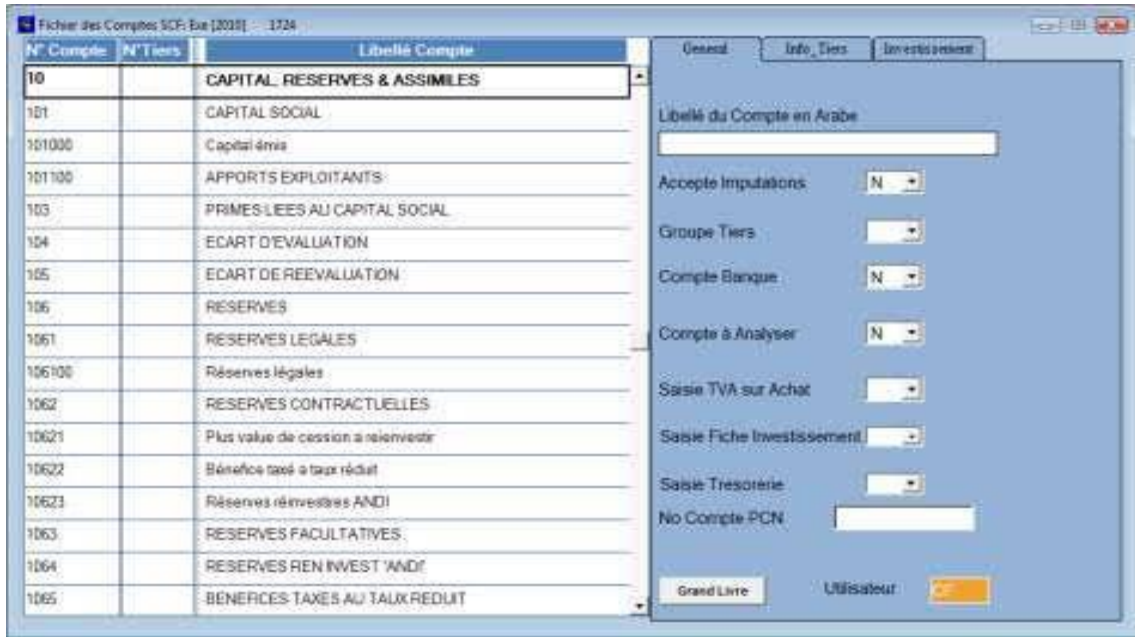 Fichier des Comptes SCF: Exe [2010] 1724
N° Compte N°Tiers Libellé Compte
10 CAPITAL, RESERVES & ASSIMILES
101 CAPITAL SOCIAL
101000 Capital émis
101100 APPORTS EXPLOITANTS
103 PRIMES LIEES AU CAPITAL SOCIAL
104 ECART D'EVALUATION
105 ECART DE REEVALUATION
106 RESERVES
1061 RESERVES LEGALES
106100 Réserves légales
1062 RESERVES CONTRACTUELLES
10621 Plus value de cession a reienvestir
10622 Bénefice taxé a taux réduit
10623 Réserves réinvestires ANDI
1063 RESERVES FACULTATIVES
1064 RESERVES REN INVEST 'ANDI'
1065 BENEFICES TAXES AU TAUX REDUIT
General Info_Tiers Investissement
Libellé du Compte en Arabe
Accepte Imputations N
Groupe Tiers
Compte Banque N
Compte à Analyser N
Saisie TVA sur Achat
Saisie Fiche Investissement
Saisie Tresorerie
No Compte PCN
Grand Livre Utilisateur